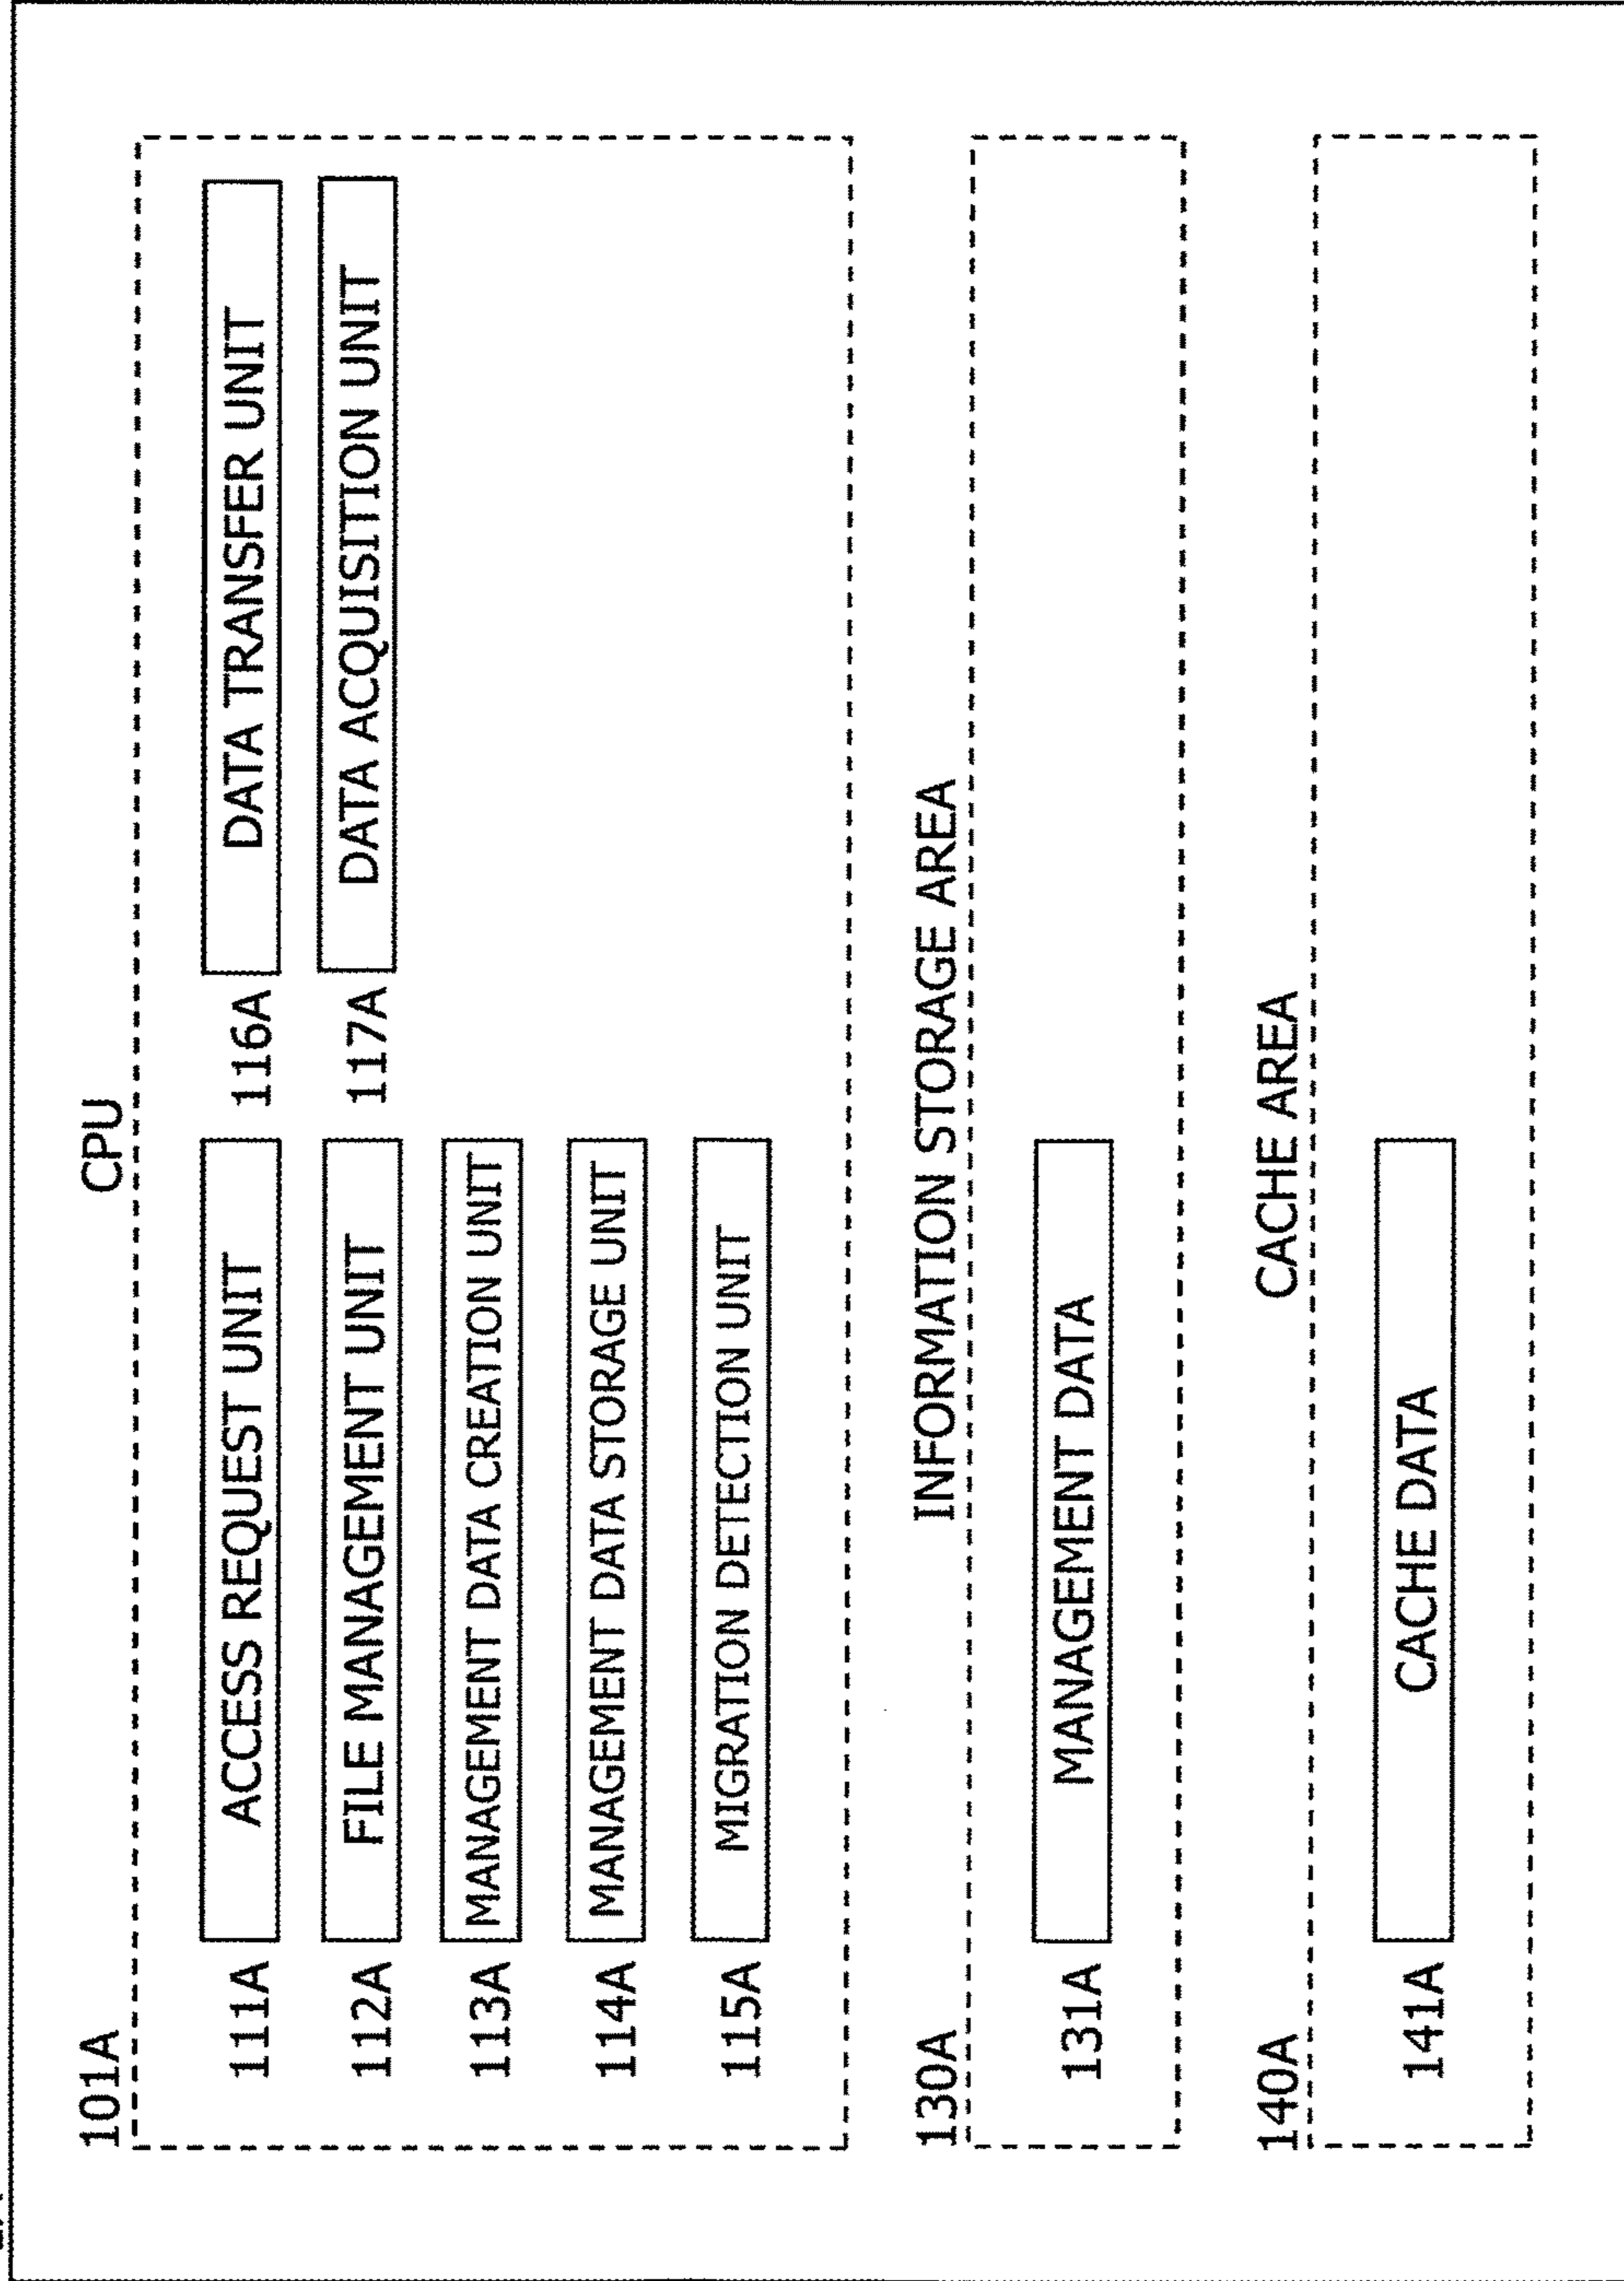 101A CPU
111A ACCESS REQUEST UNIT
112A FILE MANAGEMENT UNIT
113A MANAGEMENT DATA CREATION UNIT
114A MANAGEMENT DATA STORAGE UNIT
115A MIGRATION DETECTION UNIT
116A DATA TRANSFER UNIT
117A DATA ACQUISITION UNIT
130A INFORMATION STORAGE AREA
131A MANAGEMENT DATA
140A CACHE AREA
141A CACHE DATA